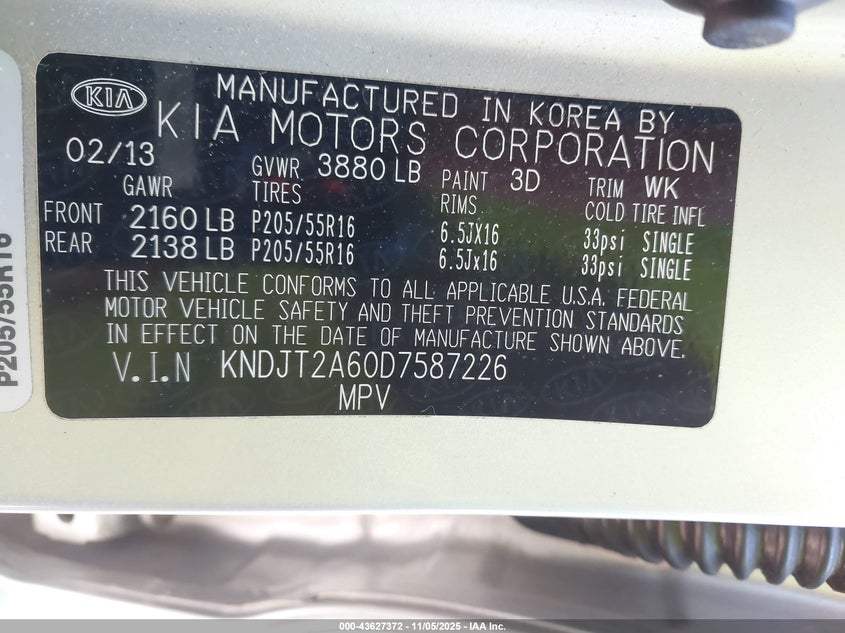 KIA
MANUFACTURED IN KOREA BY
KIA MOTORS CORPORATION
02/13 GVWR 3880 LB PAINT 3D TRIM WK
GAWR TIRES RIMS COLD TIRE INFL
FRONT 2160 LB P205/55R16 6.5JX16 33psi SINGLE
REAR 2138 LB P205/55R16 6.5Jx16 33psi SINGLE
THIS VEHICLE CONFORMS TO ALL APPLICABLE U.S.A. FEDERAL
MOTOR VEHICLE SAFETY AND THEFT PREVENTION STANDARDS
IN EFFECT ON THE DATE OF MANUFACTURE SHOWN ABOVE.
V.I.N KNDJT2A60D7587226
MPV
P205/55R16
000-43627372 - 11/05/2025 - IAA Inc.